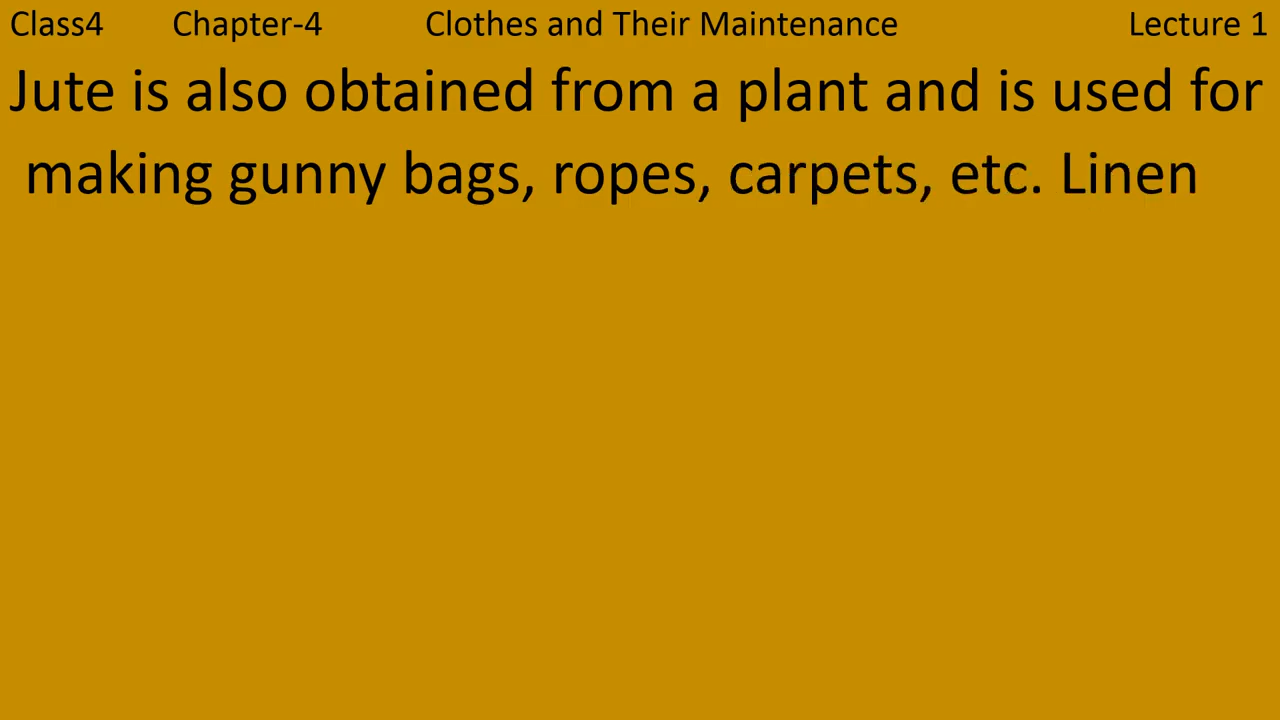 Class4 Chapter-4 Clothes and Their Maintenance Lecture 1
Jute is also obtained from a plant and is used for
making gunny bags, ropes, carpets, etc. Linen